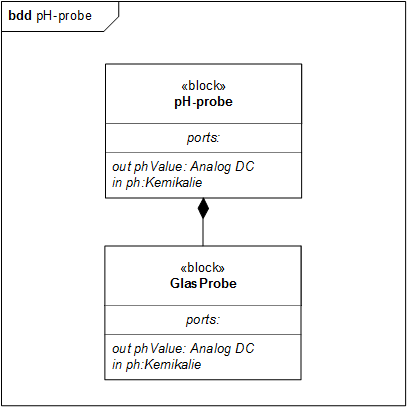 bdd pH-probe
«block»
pH-probe
ports:
out phValue: Analog DC
in ph:Kemikalie
«block»
GlasProbe
ports:
out phValue: Analog DC
in ph:Kemikalie